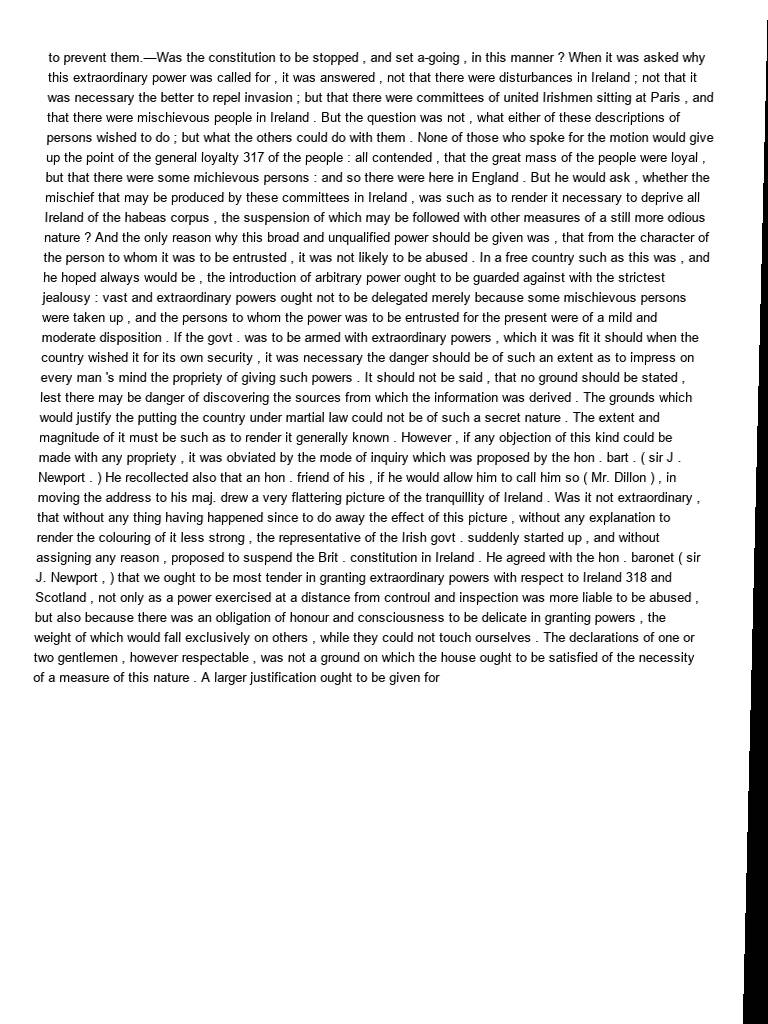 to prevent them.—Was the constitution to be stopped , and set a-going , in this manner ? When it was asked why
this extraordinary power was called for , it was answered , not that there were disturbances in Ireland ; not that it
was necessary the better to repel invasion ; but that there were committees of united Irishmen sitting at Paris , and
that there were mischievous people in Ireland . But the question was not , what either of these descriptions of
persons wished to do ; but what the others could do with them . None of those who spoke for the motion would give
up the point of the general loyalty 317 of the people : all contended , that the great mass of the people were loyal ,
but that there were some michievous persons : and so there were here in England . But he would ask , whether the
mischief that may be produced by these committees in Ireland , was such as to render it necessary to deprive all
Ireland of the habeas corpus , the suspension of which may be followed with other measures of a still more odious
nature ? And the only reason why this broad and unqualified power should be given was , that from the character of
the person to whom it was to be entrusted , it was not likely to be abused . In a free country such as this was , and
he hoped always would be , the introduction of arbitrary power ought to be guarded against with the strictest
jealousy : vast and extraordinary powers ought not to be delegated merely because some mischievous persons
were taken up , and the persons to whom the power was to be entrusted for the present were of a mild and
moderate disposition . If the govt . was to be armed with extraordinary powers , which it was fit it should when the
country wished it for its own security , it was necessary the danger should be of such an extent as to impress on
every man 's mind the propriety of giving such powers . It should not be said , that no ground should be stated ,
lest there may be danger of discovering the sources from which the information was derived . The grounds which
would justify the putting the country under martial law could not be of such a secret nature . The extent and
magnitude of it must be such as to render it generally known . However , if any objection of this kind could be
made with any propriety , it was obviated by the mode of inquiry which was proposed by the hon . bart . ( sir J .
Newport . ) He recollected also that an hon . friend of his , if he would allow him to call him so ( Mr. Dillon ) , in
moving the address to his maj. drew a very flattering picture of the tranquillity of Ireland . Was it not extraordinary ,
that without any thing having happened since to do away the effect of this picture , without any explanation to
render the colouring of it less strong , the representative of the Irish govt . suddenly started up , and without
assigning any reason , proposed to suspend the Brit . constitution in Ireland . He agreed with the hon . baronet ( sir
J. Newport , ) that we ought to be most tender in granting extraordinary powers with respect to Ireland 318 and
Scotland , not only as a power exercised at a distance from controul and inspection was more liable to be abused ,
but also because there was an obligation of honour and consciousness to be delicate in granting powers , the
weight of which would fall exclusively on others , while they could not touch ourselves . The declarations of one or
two gentlemen , however respectable , was not a ground on which the house ought to be satisfied of the necessity
of a measure of this nature . A larger justification ought to be given for